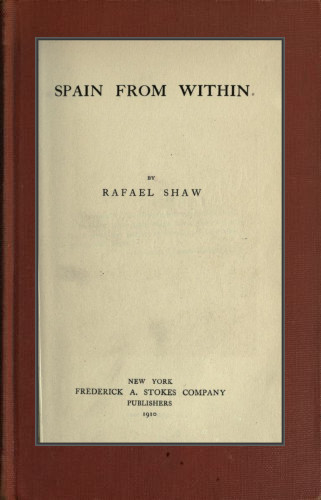 SPAIN FROM WITHIN
BY
RAFAEL SHAW
NEW YORK
FREDERICK A. STOKES COMPANY
PUBLISHERS
1910